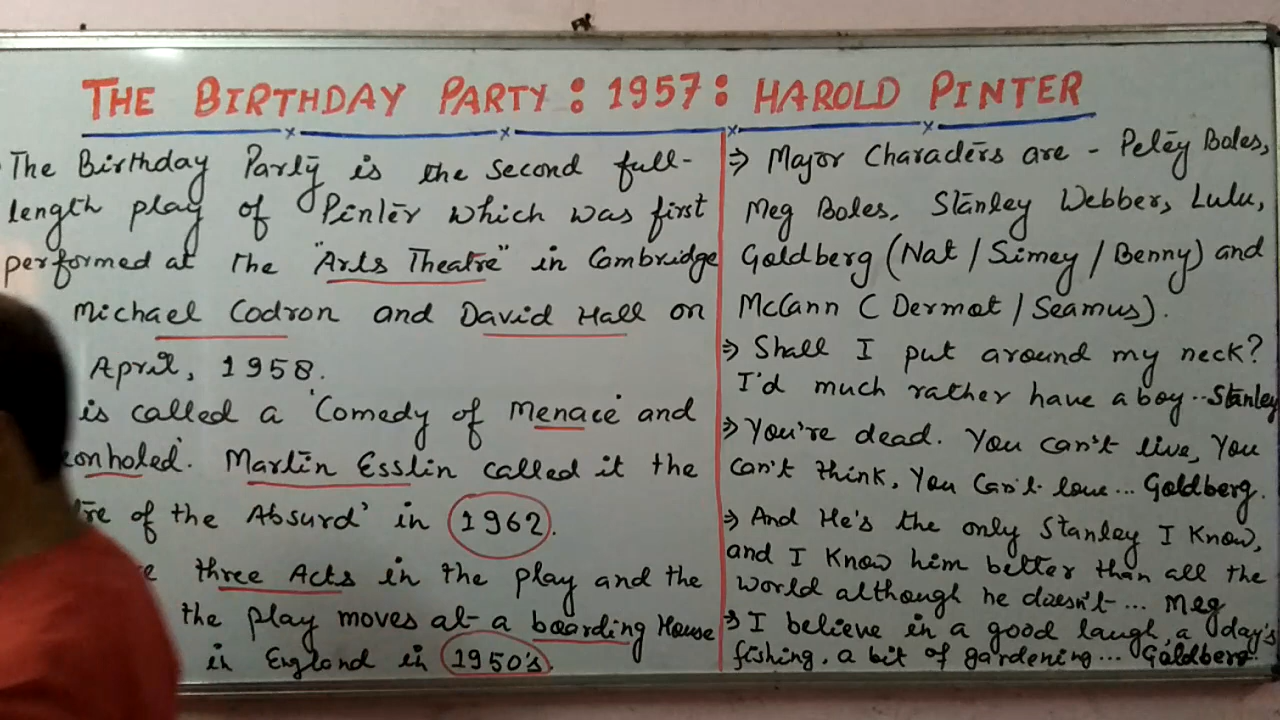 THE BIRTHDAY PARTY : 1957 : HAROLD PINTER
The Birthday Party is the second full-
length play of Pinter which was first
performed at the "Arts Theatre" in Cambridge
Michael Codron and David Hall on
April, 1958.
is called a 'Comedy of Menace' and
onholed. Martin Esslin called it the
re of the Absurd' in 1962.
e three Acts in the play and the
the play moves at a boarding House
in England in 1950's.
⇒ Major Characters are - Petey Boles,
Meg Boles, Stanley Webber, Lulu,
Goldberg (Nat / Simey / Benny) and
McCann ( Dermot / Seamus).
⇒ Shall I put around my neck?
I'd much rather have a boy .. Stanley
⇒ You're dead. You can't live, You
can't think, You can't love ... Goldberg.
⇒ And He's the only Stanley I Know,
and I Know him better than all the
world although he doesn't ... Meg
⇒ I believe in a good laugh, a day's
fishing, a bit of gardening ... Goldberg.